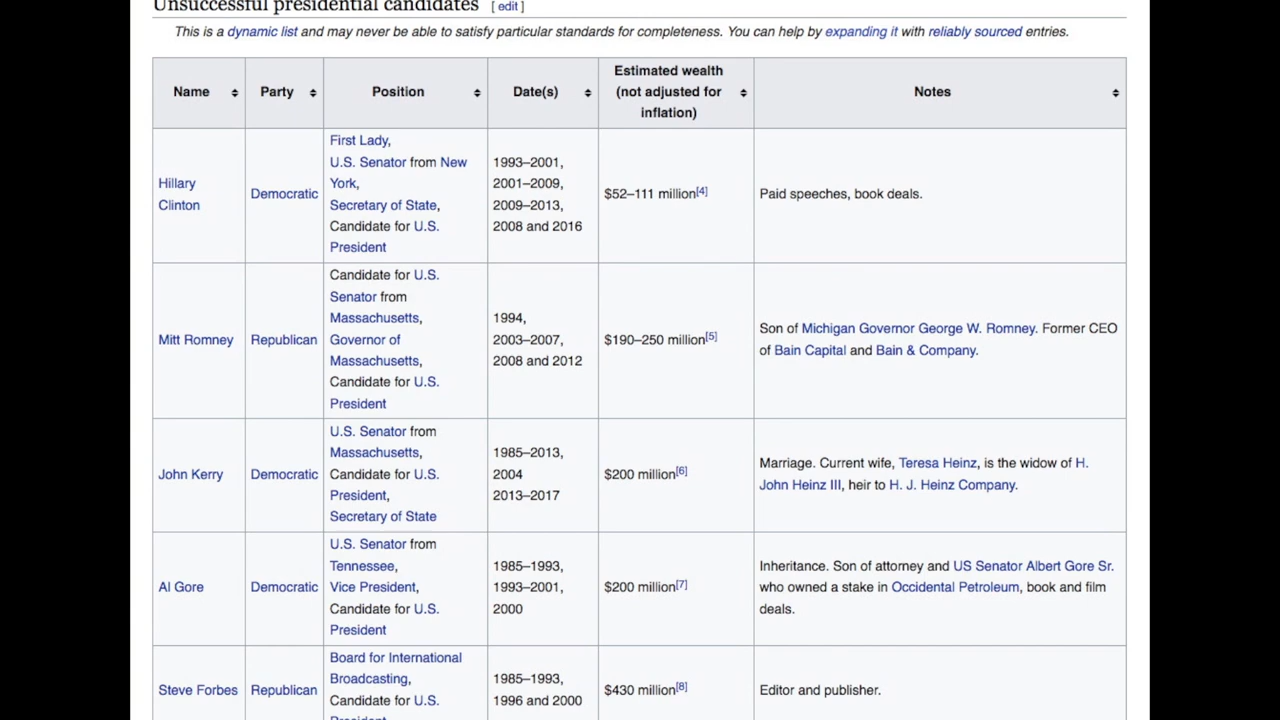 Unsuccessful presidential candidates [ edit ]
This is a dynamic list and may never be able to satisfy particular standards for completeness. You can help by expanding it with reliably sourced entries.
Name Party Position Date(s) Estimated wealth (not adjusted for inflation) Notes
Hillary
Clinton
Democratic
First Lady,
U.S. Senator from New
York,
Secretary of State,
Candidate for U.S.
President
1993–2001,
2001–2009,
2009–2013,
2008 and 2016
$52–111 million[4]
Paid speeches, book deals.
Mitt Romney
Republican
Candidate for U.S.
Senator from
Massachusetts,
Governor of
Massachusetts,
Candidate for U.S.
President
1994,
2003–2007,
2008 and 2012
$190–250 million[5]
Son of Michigan Governor George W. Romney. Former CEO
of Bain Capital and Bain & Company.
John Kerry
Democratic
U.S. Senator from
Massachusetts,
Candidate for U.S.
President,
Secretary of State
1985–2013,
2004
2013–2017
$200 million[6]
Marriage. Current wife, Teresa Heinz, is the widow of H.
John Heinz III, heir to H. J. Heinz Company.
Al Gore
Democratic
U.S. Senator from
Tennessee,
Vice President,
Candidate for U.S.
President
1985–1993,
1993–2001,
2000
$200 million[7]
Inheritance. Son of attorney and US Senator Albert Gore Sr.
who owned a stake in Occidental Petroleum, book and film
deals.
Steve Forbes
Republican
Board for International
Broadcasting,
Candidate for U.S.
President
1985–1993,
1996 and 2000
$430 million[8]
Editor and publisher.